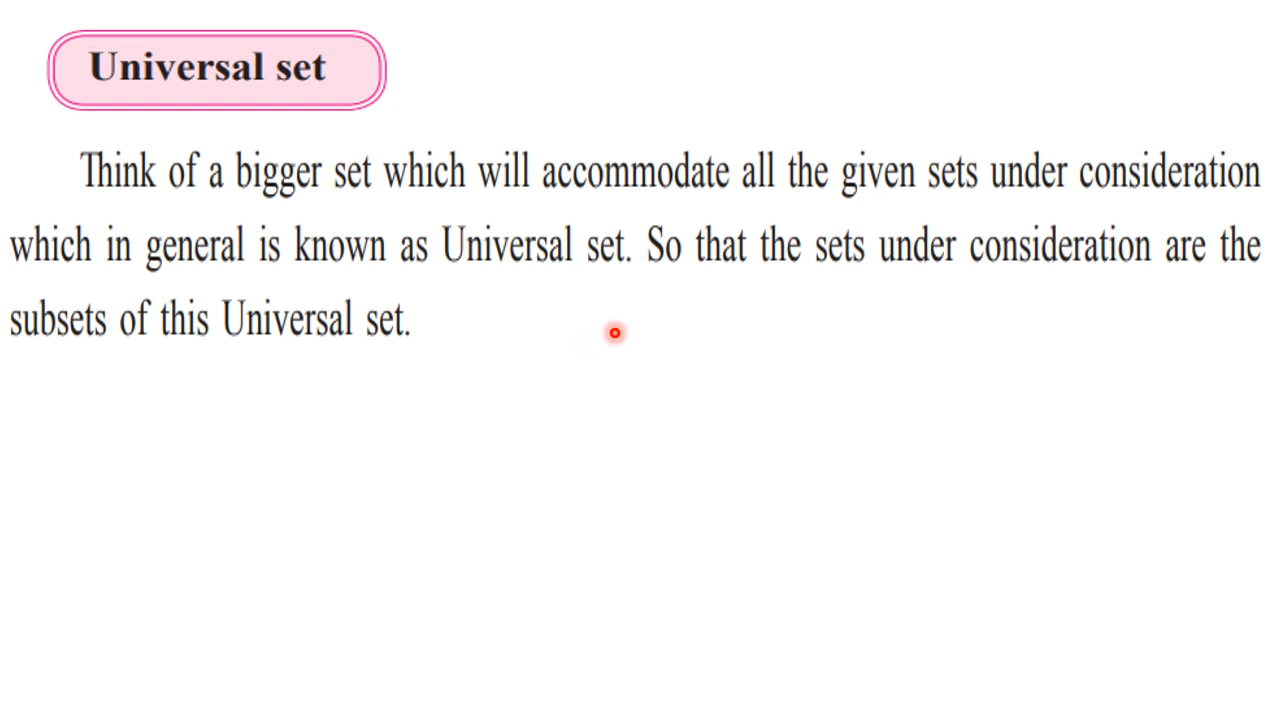 Universal set
Think of a bigger set which will accommodate all the given sets under consideration
which in general is known as Universal set. So that the sets under consideration are the
subsets of this Universal set.